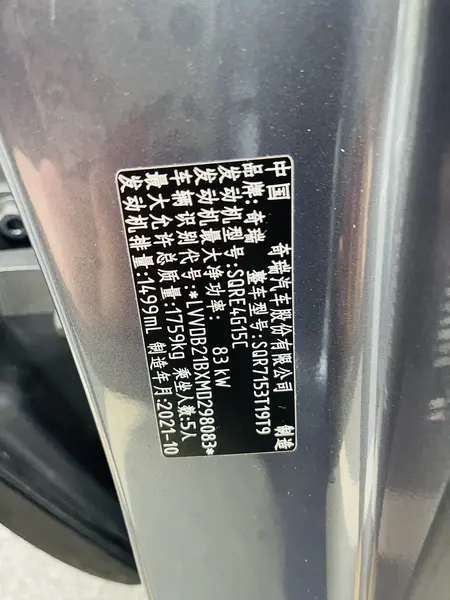 中国 奇瑞汽车股份有限公司 制造
品牌:奇瑞 整车型号:SQR7153T19T9
发动机型号:SQRE4G15C
发动机最大净功率: 83 kW
车辆识别代号:*LVVDB21BXMD298083*
最大允许总质量:1759kg 乘坐人数:5人
发动机排量:1499mL 制造年月:2021-10